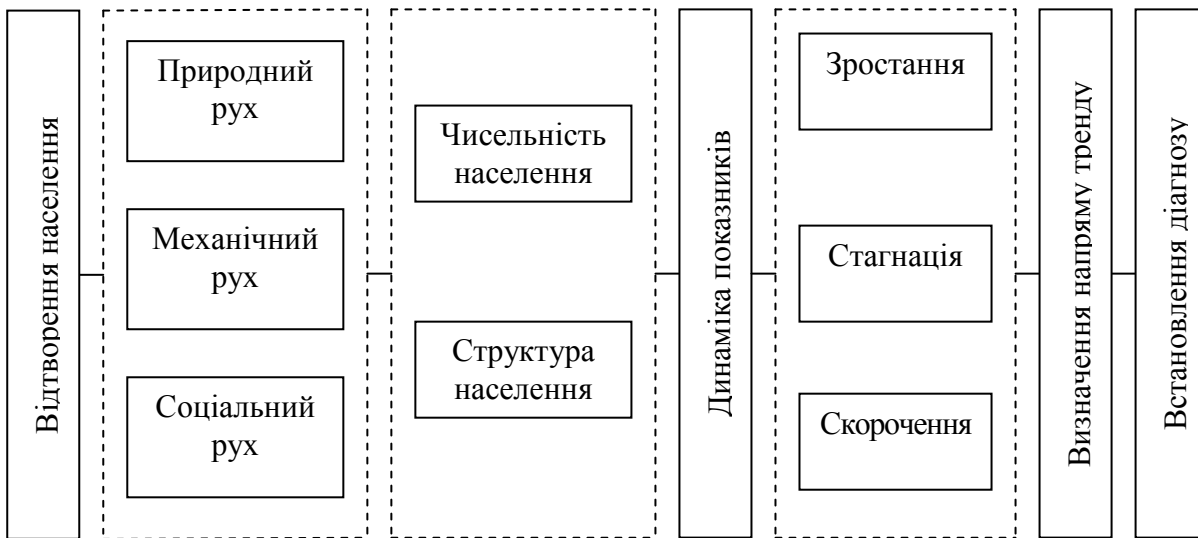 Відтворення населення
Природний
рух
Механічний
рух
Соціальний
рух
Чисельність
населення
Структура
населення
Динаміка показників
Зростання
Стагнація
Скорочення
Визначення напряму тренду
Встановлення діагнозу